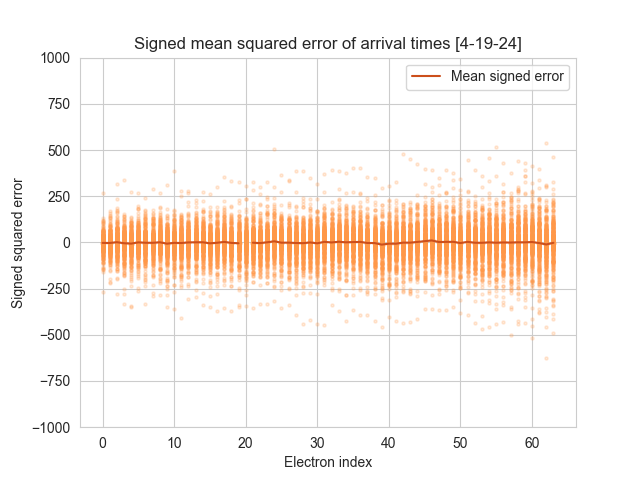 Signed mean squared error of arrival times [4-19-24]
Mean signed error
1000
750
500
250
0
−250
−500
−750
−1000
Signed squared error
0 10 20 30 40 50 60
Electron index